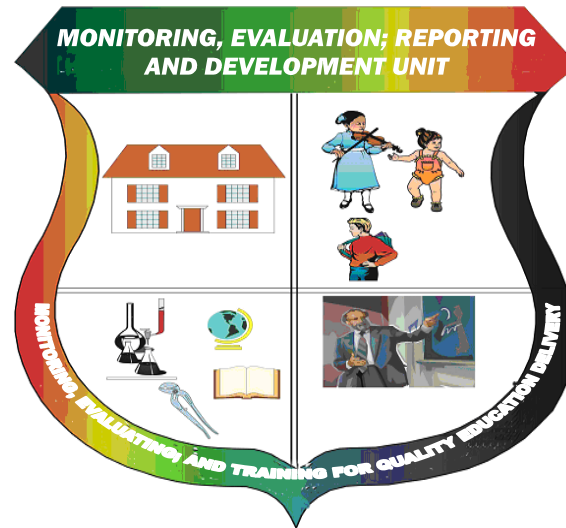 MONITORING, EVALUATION; REPORTING
AND DEVELOPMENT UNIT
MONITORING, EVALUATING; AND TRAINING FOR QUALITY EDUCATION DELIVERY